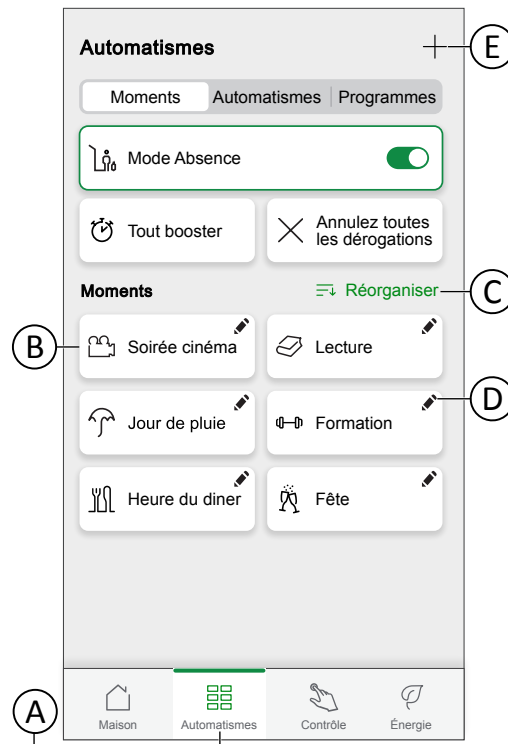 Automatismes
E
Moments Automatismes Programmes
Mode Absence
Tout booster
Annulez toutes
les dérogations
Moments
Réorganiser
C
B
Soirée cinéma
Lecture
Jour de pluie
Formation
D
Heure du diner
Fête
A
Maison Automatismes Contrôle Énergie